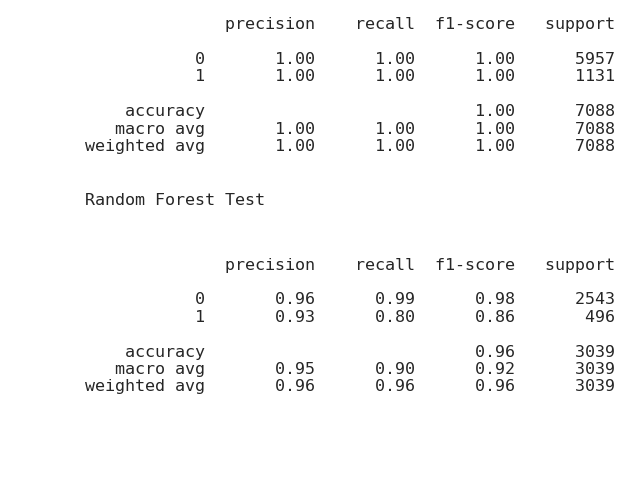 precision recall f1-score support
0 1.00 1.00 1.00 5957
1 1.00 1.00 1.00 1131
accuracy 1.00 7088
macro avg 1.00 1.00 1.00 7088
weighted avg 1.00 1.00 1.00 7088
Random Forest Test
precision recall f1-score support
0 0.96 0.99 0.98 2543
1 0.93 0.80 0.86 496
accuracy 0.96 3039
macro avg 0.95 0.90 0.92 3039
weighted avg 0.96 0.96 0.96 3039